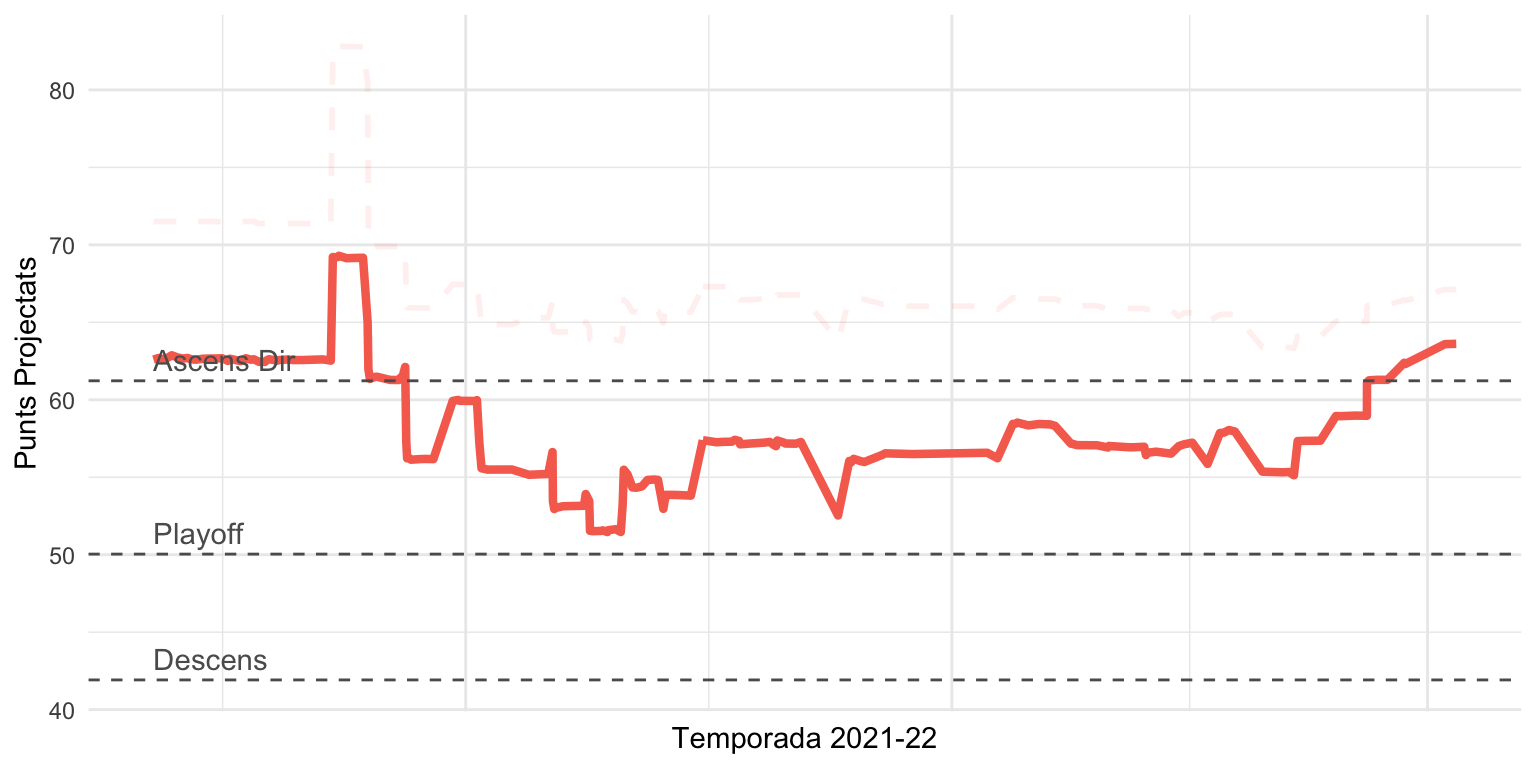 80
70
60
50
40
Punts Projectats
Ascens Dir
Playoff
Descens
Temporada 2021-22